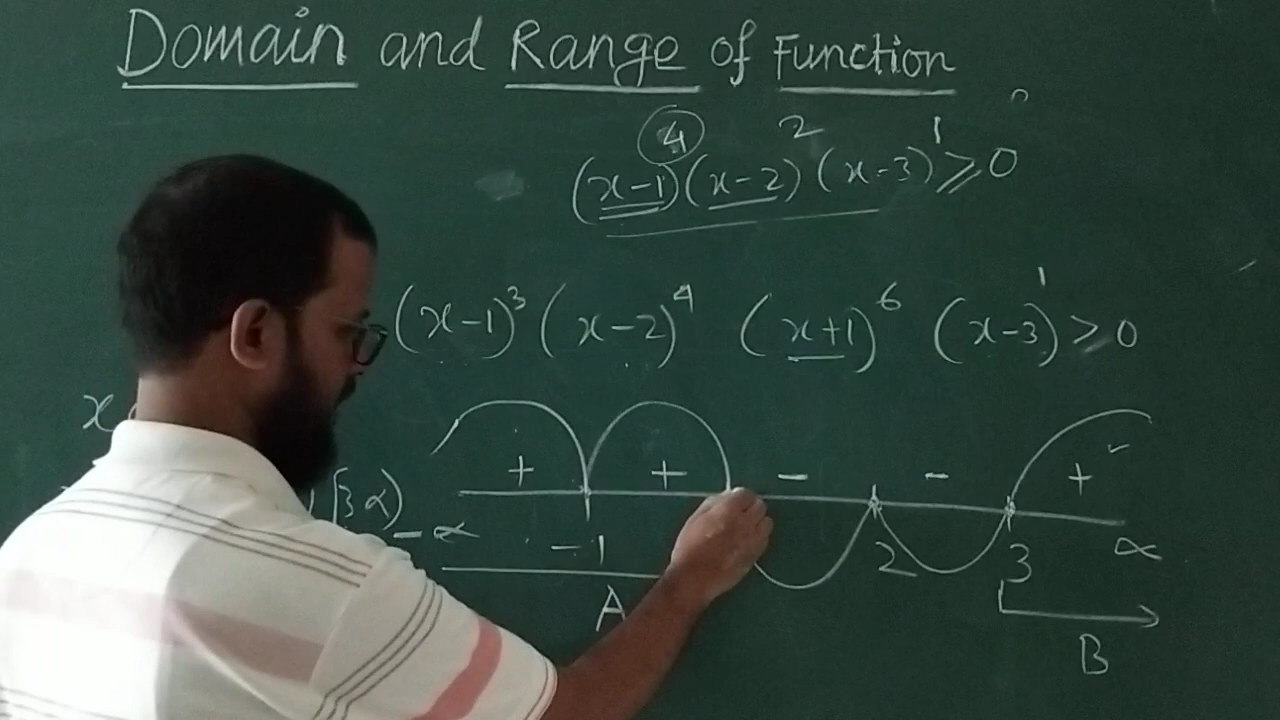 Domain and Range of Function
(x-1)⁴(x-2)²(x-3)¹ ≥ 0
(x-1)³ (x-2)⁴ (x+1)⁶ (x-3)¹ > 0
x
+ + - - +
[3 ∝)
-∝ -1 2 3 ∝
A B